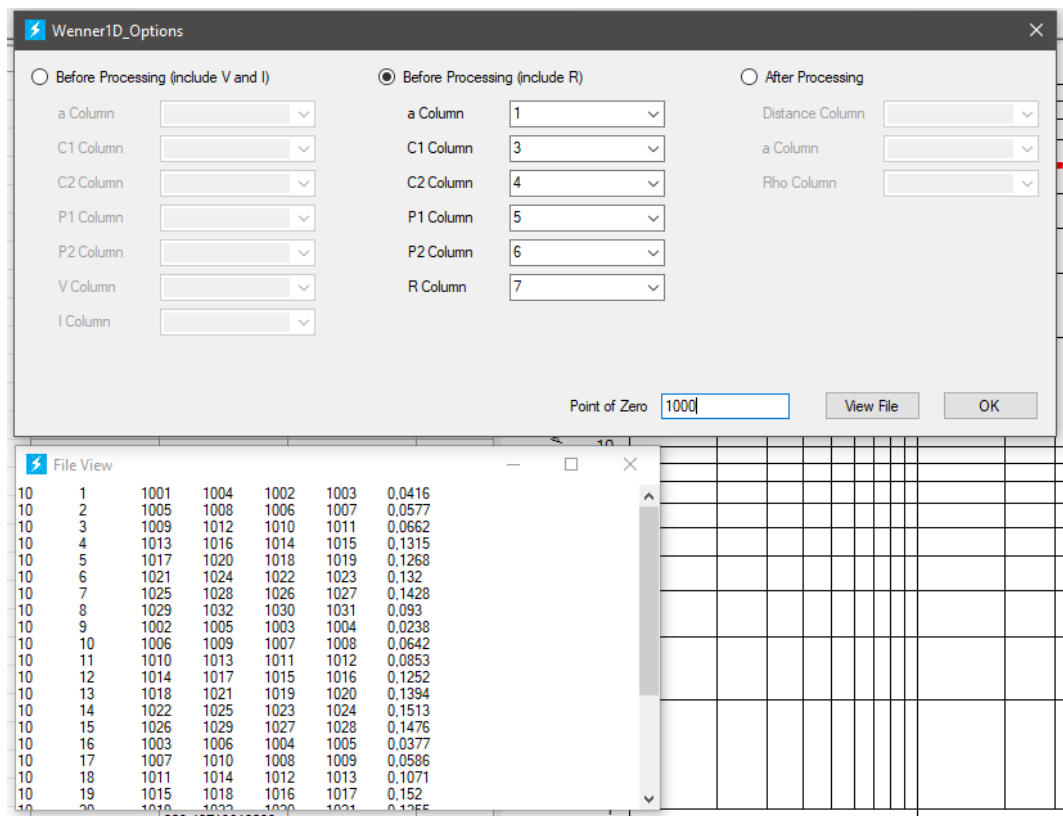 Wenner1D_Options
Before Processing (include V and I) Before Processing (include R) After Processing
a Column a Column 1 Distance Column
C1 Column C1 Column 3 a Column
C2 Column C2 Column 4 Rho Column
P1 Column P1 Column 5
P2 Column P2 Column 6
V Column R Column 7
I Column
Point of Zero 1000 View File OK
10
File View
10 1 1001 1004 1002 1003 0,0416
10 2 1005 1008 1006 1007 0,0577
10 3 1009 1012 1010 1011 0,0662
10 4 1013 1016 1014 1015 0,1315
10 5 1017 1020 1018 1019 0,1268
10 6 1021 1024 1022 1023 0,132
10 7 1025 1028 1026 1027 0,1428
10 8 1029 1032 1030 1031 0,093
10 9 1002 1005 1003 1004 0,0238
10 10 1006 1009 1007 1008 0,0642
10 11 1010 1013 1011 1012 0,0853
10 12 1014 1017 1015 1016 0,1252
10 13 1018 1021 1019 1020 0,1394
10 14 1022 1025 1023 1024 0,1513
10 15 1026 1029 1027 1028 0,1476
10 16 1003 1006 1004 1005 0,0377
10 17 1007 1010 1008 1009 0,0586
10 18 1011 1014 1012 1013 0,1071
10 19 1015 1018 1016 1017 0,152